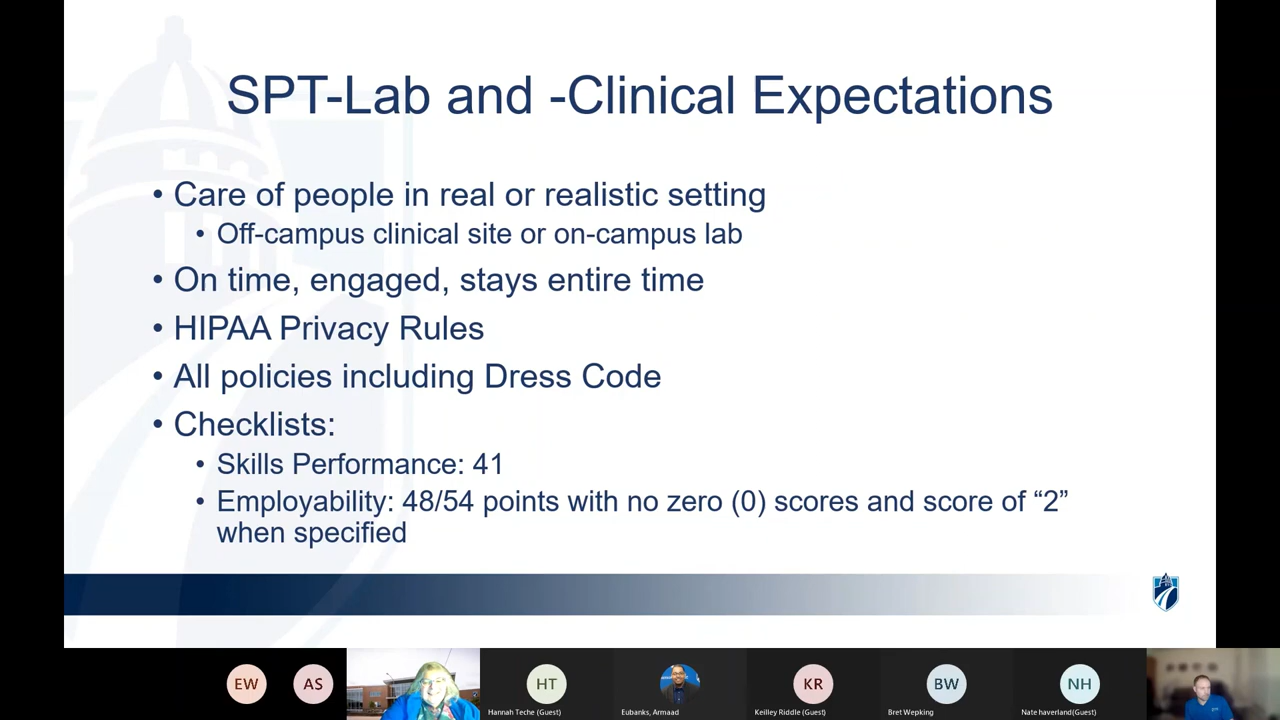 SPT-Lab and -Clinical Expectations
• Care of people in real or realistic setting
• Off-campus clinical site or on-campus lab
• On time, engaged, stays entire time
• HIPAA Privacy Rules
• All policies including Dress Code
• Checklists:
• Skills Performance: 41
• Employability: 48/54 points with no zero (0) scores and score of “2”
when specified
EW
AS
HT
KR
BW
NH
Hannah Teche (Guest)
Eubanks, Armaad
Keilley Riddle (Guest)
Bret Wepking
Nate haverland(Guest)